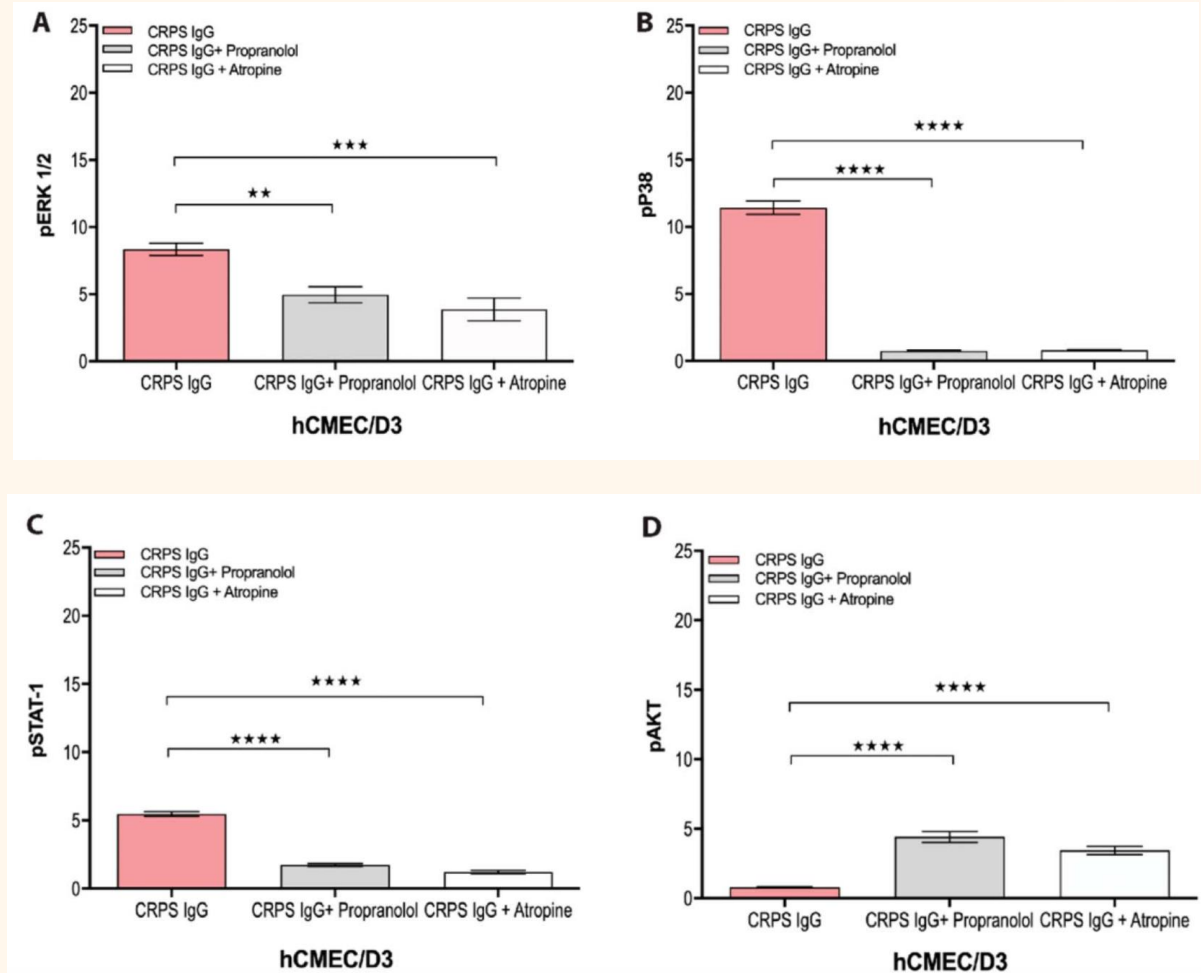 A
CRPS IgG
CRPS IgG+ Propranolol
CRPS IgG + Atropine
25
20
15
10
5
0
pERK 1/2
★★★
★★
CRPS IgG
CRPS IgG+ Propranolol
CRPS IgG + Atropine
hCMEC/D3
B
CRPS IgG
CRPS IgG+ Propranolol
CRPS IgG + Atropine
25
20
15
10
5
0
pP38
★★★★
★★★★
CRPS IgG
CRPS IgG+ Propranolol
CRPS IgG + Atropine
hCMEC/D3
C
CRPS IgG
CRPS IgG+ Propranolol
CRPS IgG + Atropine
25
20
15
10
5
0
pSTAT-1
★★★★
★★★★
CRPS IgG
CRPS IgG+ Propranolol
CRPS IgG + Atropine
hCMEC/D3
D
CRPS IgG
CRPS IgG+ Propranolol
CRPS IgG + Atropine
25
20
15
10
5
0
pAKT
★★★★
★★★★
CRPS IgG
CRPS IgG+ Propranolol
CRPS IgG + Atropine
hCMEC/D3